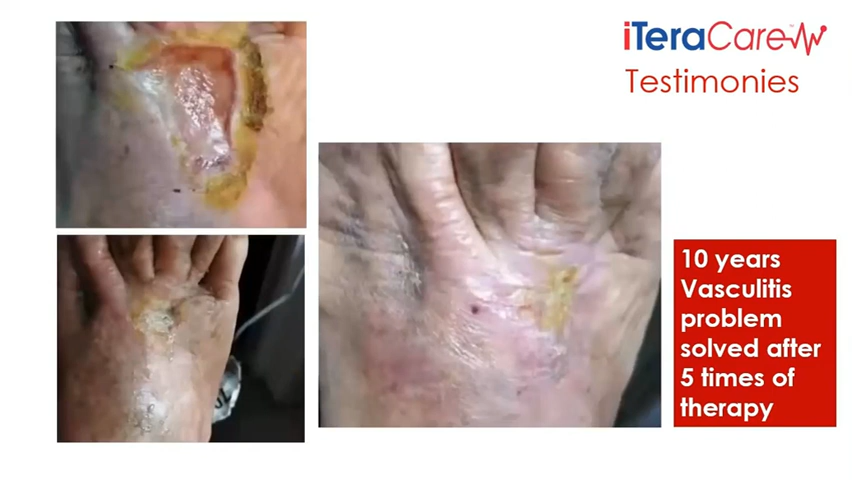 iTeraCare
Testimonies
10 years
Vasculitis
problem
solved after
5 times of
therapy